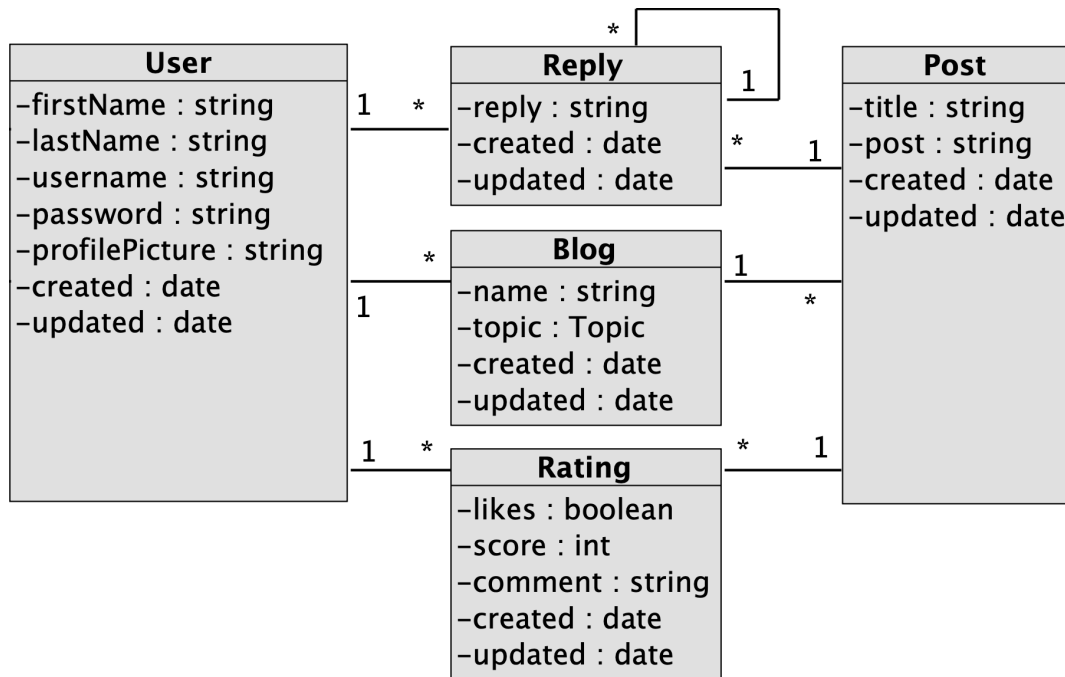 User
-firstName : string
-lastName : string
-username : string
-password : string
-profilePicture : string
-created : date
-updated : date
1
*
1
*
1
*
Reply
-reply : string
-created : date
-updated : date
*
1
*
1
Blog
-name : string
-topic : Topic
-created : date
-updated : date
1
*
Rating
-likes : boolean
-score : int
-comment : string
-created : date
-updated : date
*
1
Post
-title : string
-post : string
-created : date
-updated : date